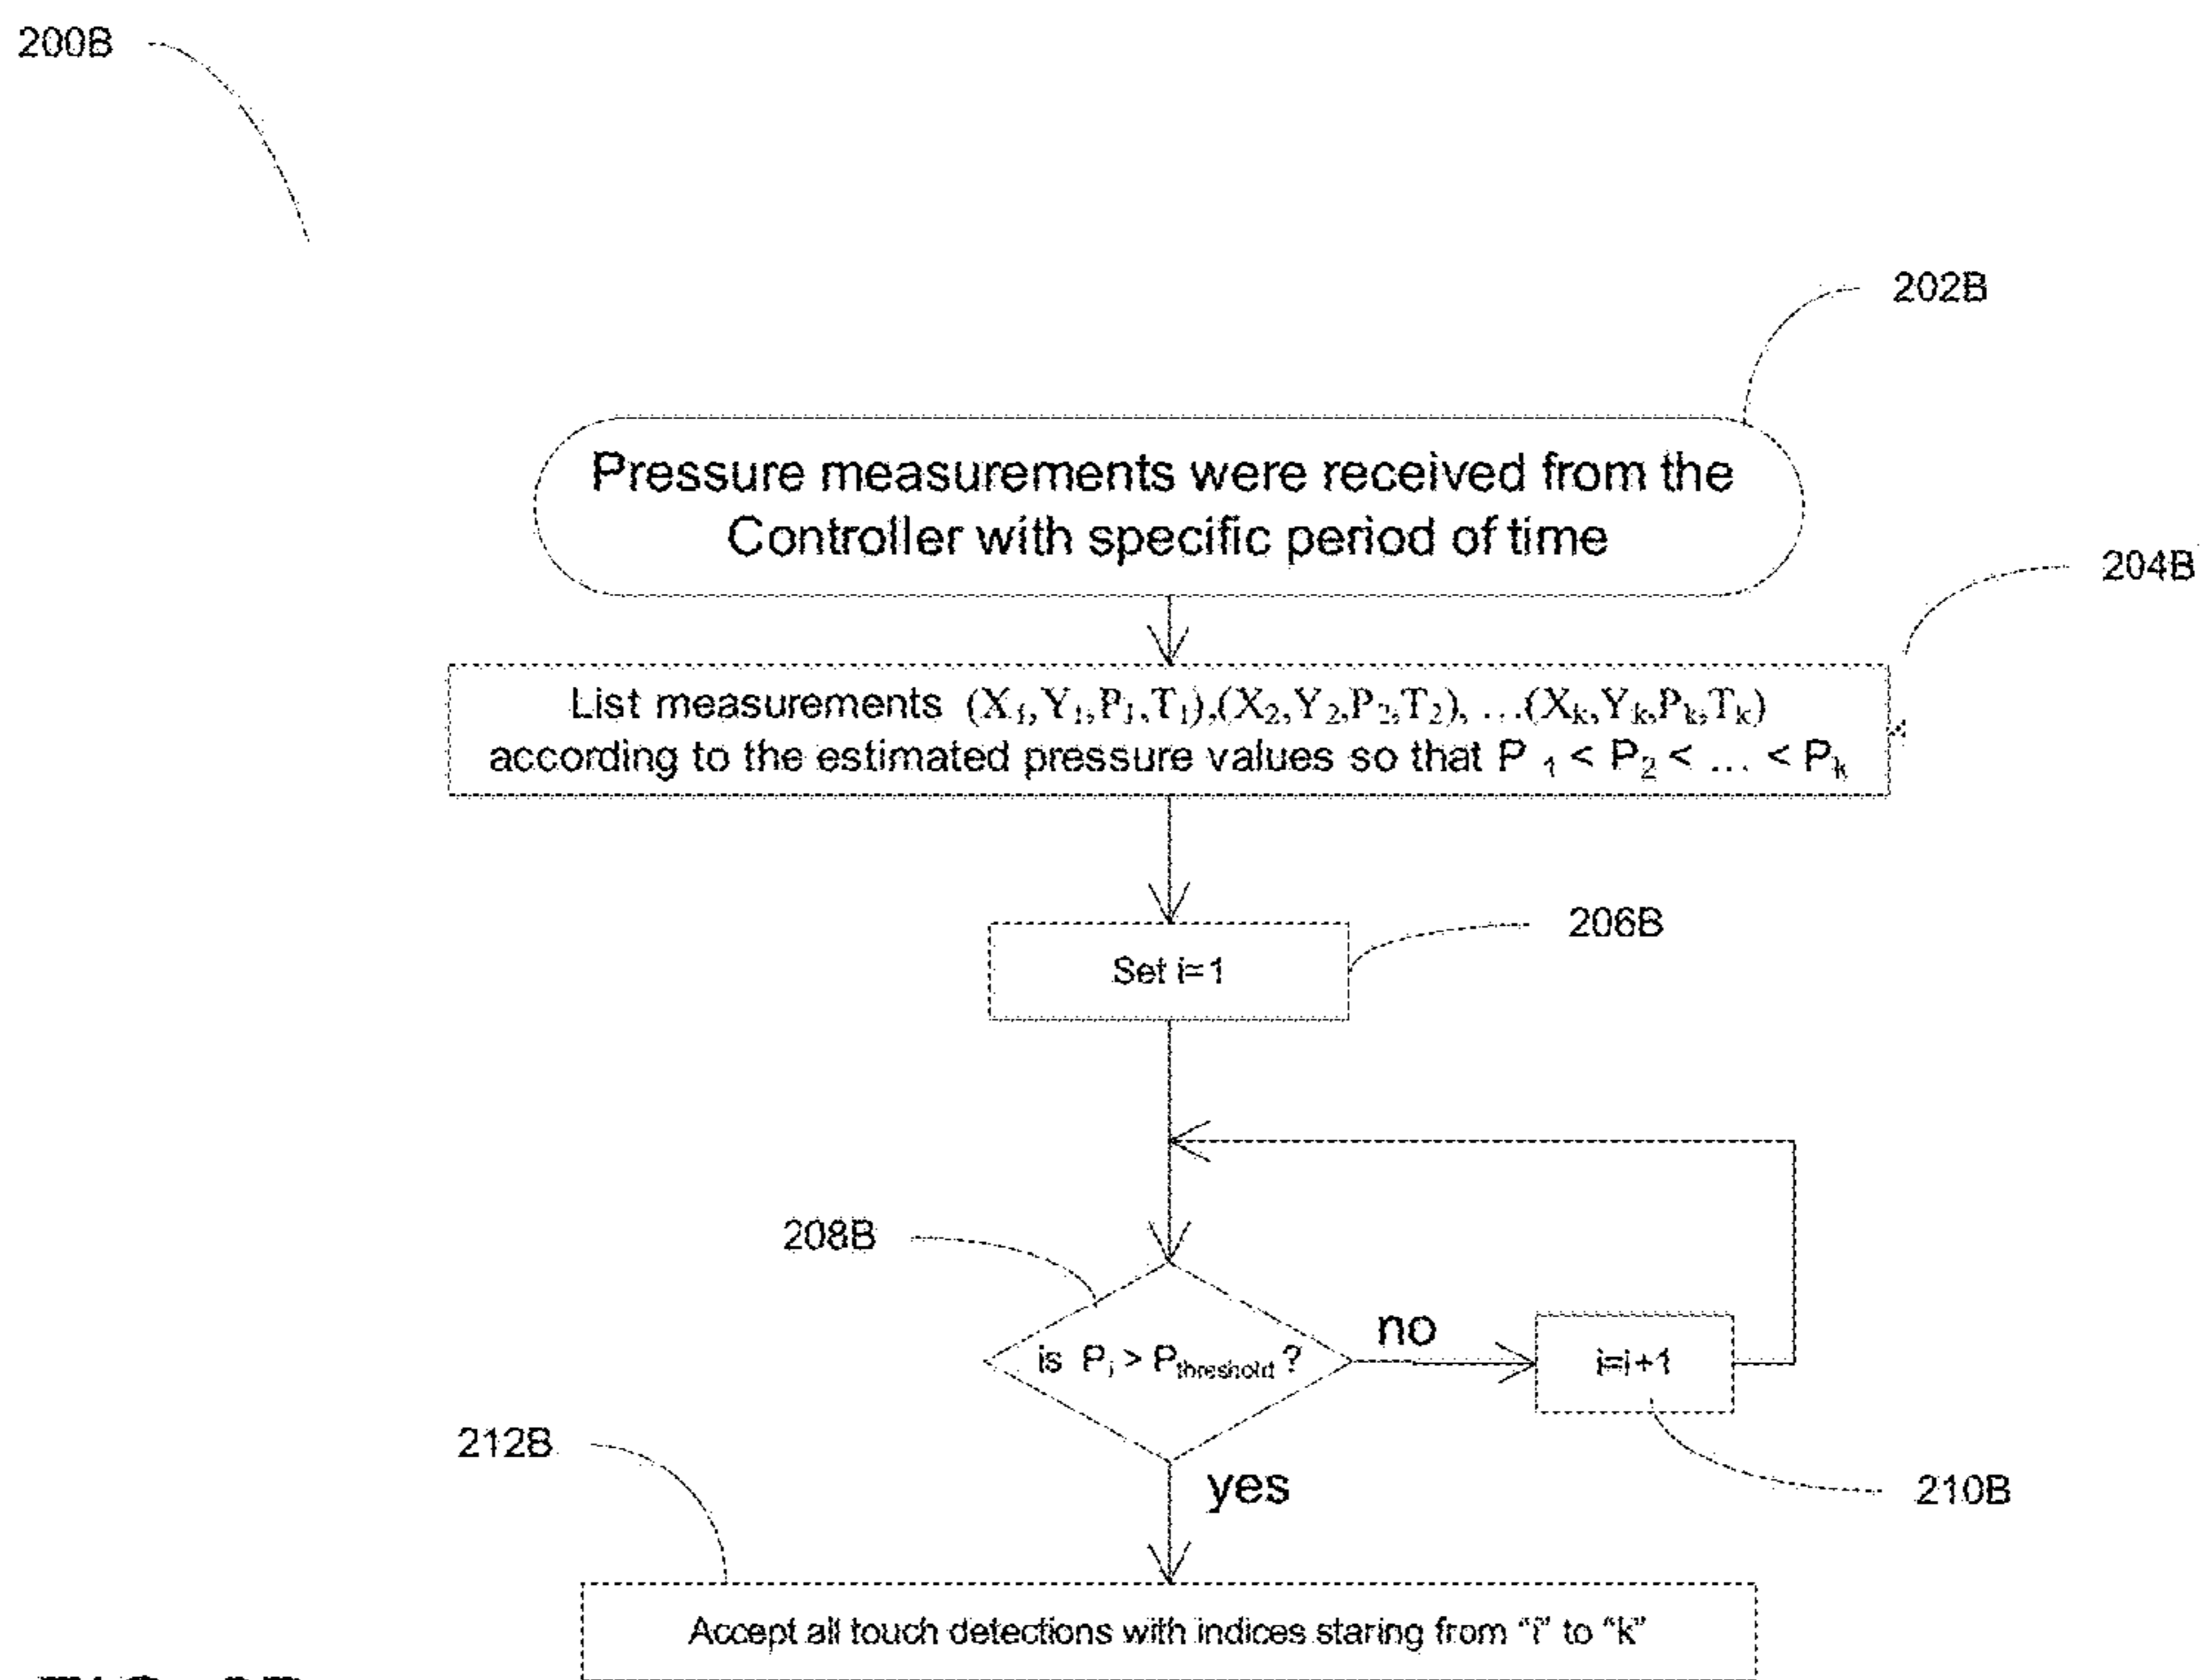 200B
202B
Pressure measurements were received from the
Controller with specific period of time
204B
List measurements (X₁,Y₁,P₁,T₁),(X₂,Y₂,P₂,T₂), …(Xₖ,Yₖ,Pₖ,Tₖ)
according to the estimated pressure values so that P ₁ < P₂ < … < Pₖ
206B
Set i=1
208B
is Pᵢ > Pthreshold ?
no
i=i+1
210B
yes
212B
Accept all touch detections with indices staring from “i” to “k”